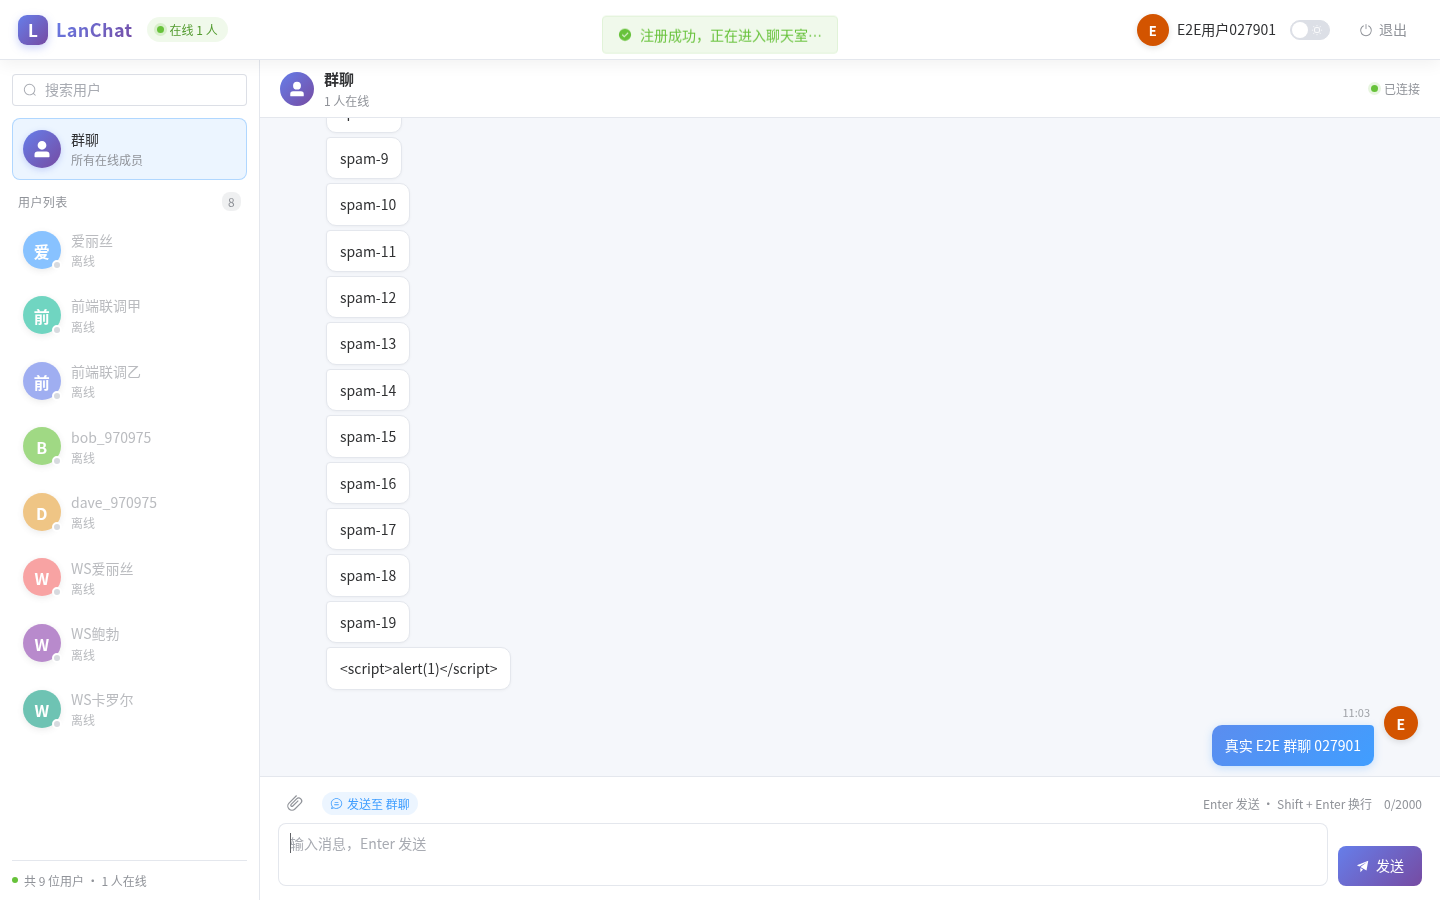 L LanChat 在线 1 人
注册成功，正在进入聊天室…
E E2E用户027901 退出
搜索用户
群聊
所有在线成员
用户列表 8
爱 爱丽丝
离线
前 前端联调甲
离线
前 前端联调乙
离线
B bob_970975
离线
D dave_970975
离线
W WS爱丽丝
离线
W WS鲍勃
离线
W WS卡罗尔
离线
共 9 位用户 · 1 人在线
群聊
1 人在线
已连接
spam-9
spam-10
spam-11
spam-12
spam-13
spam-14
spam-15
spam-16
spam-17
spam-18
spam-19
<script>alert(1)</script>
11:03
真实 E2E 群聊 027901
E
发送至 群聊
Enter 发送 · Shift + Enter 换行 0/2000
输入消息，Enter 发送
发送